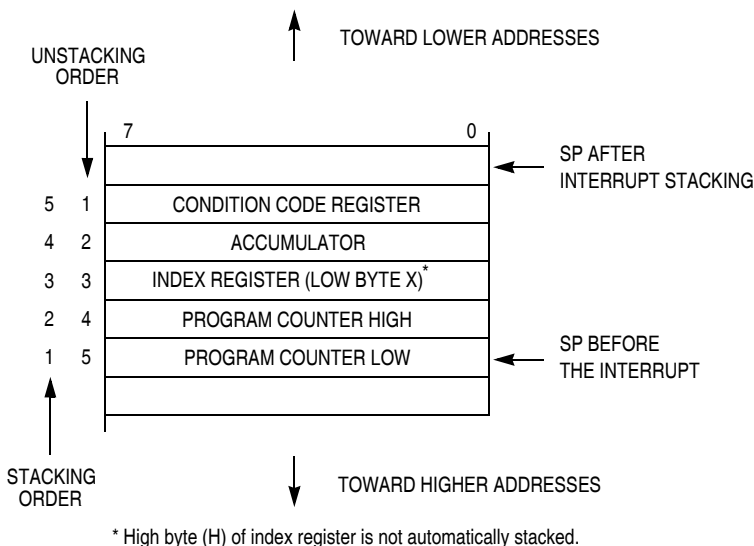 TOWARD LOWER ADDRESSES
UNSTACKING
ORDER
7 0
SP AFTER
INTERRUPT STACKING
5 1 CONDITION CODE REGISTER
4 2 ACCUMULATOR
3 3 INDEX REGISTER (LOW BYTE X)*
2 4 PROGRAM COUNTER HIGH
1 5 PROGRAM COUNTER LOW
SP BEFORE
THE INTERRUPT
STACKING
ORDER
TOWARD HIGHER ADDRESSES
* High byte (H) of index register is not automatically stacked.